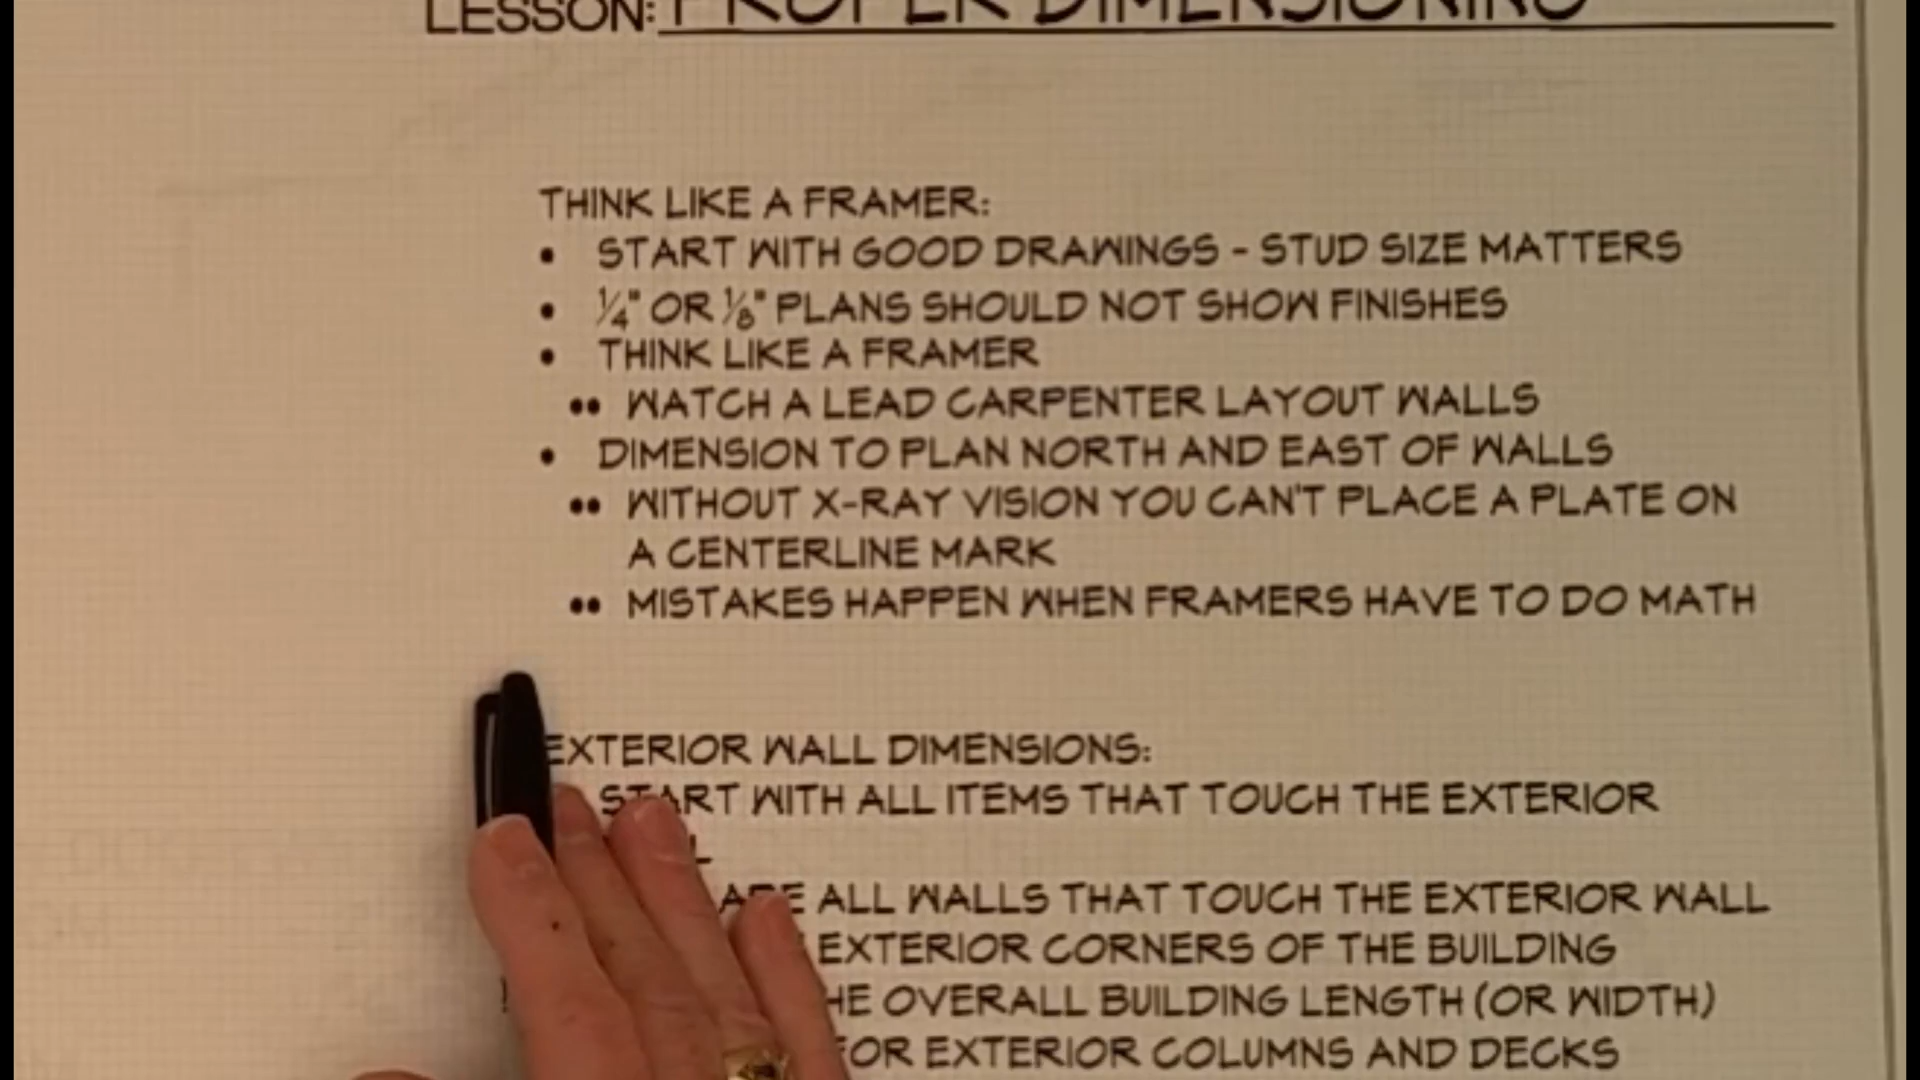 LESSON: PROPER DIMENSIONING
THINK LIKE A FRAMER:
• START WITH GOOD DRAWINGS - STUD SIZE MATTERS
• ¼" OR ⅛" PLANS SHOULD NOT SHOW FINISHES
• THINK LIKE A FRAMER
•• WATCH A LEAD CARPENTER LAYOUT WALLS
• DIMENSION TO PLAN NORTH AND EAST OF WALLS
•• WITHOUT X-RAY VISION YOU CAN'T PLACE A PLATE ON
A CENTERLINE MARK
•• MISTAKES HAPPEN WHEN FRAMERS HAVE TO DO MATH
EXTERIOR WALL DIMENSIONS:
START WITH ALL ITEMS THAT TOUCH THE EXTERIOR
ARE ALL WALLS THAT TOUCH THE EXTERIOR WALL
EXTERIOR CORNERS OF THE BUILDING
OVERALL BUILDING LENGTH (OR WIDTH)
FOR EXTERIOR COLUMNS AND DECKS